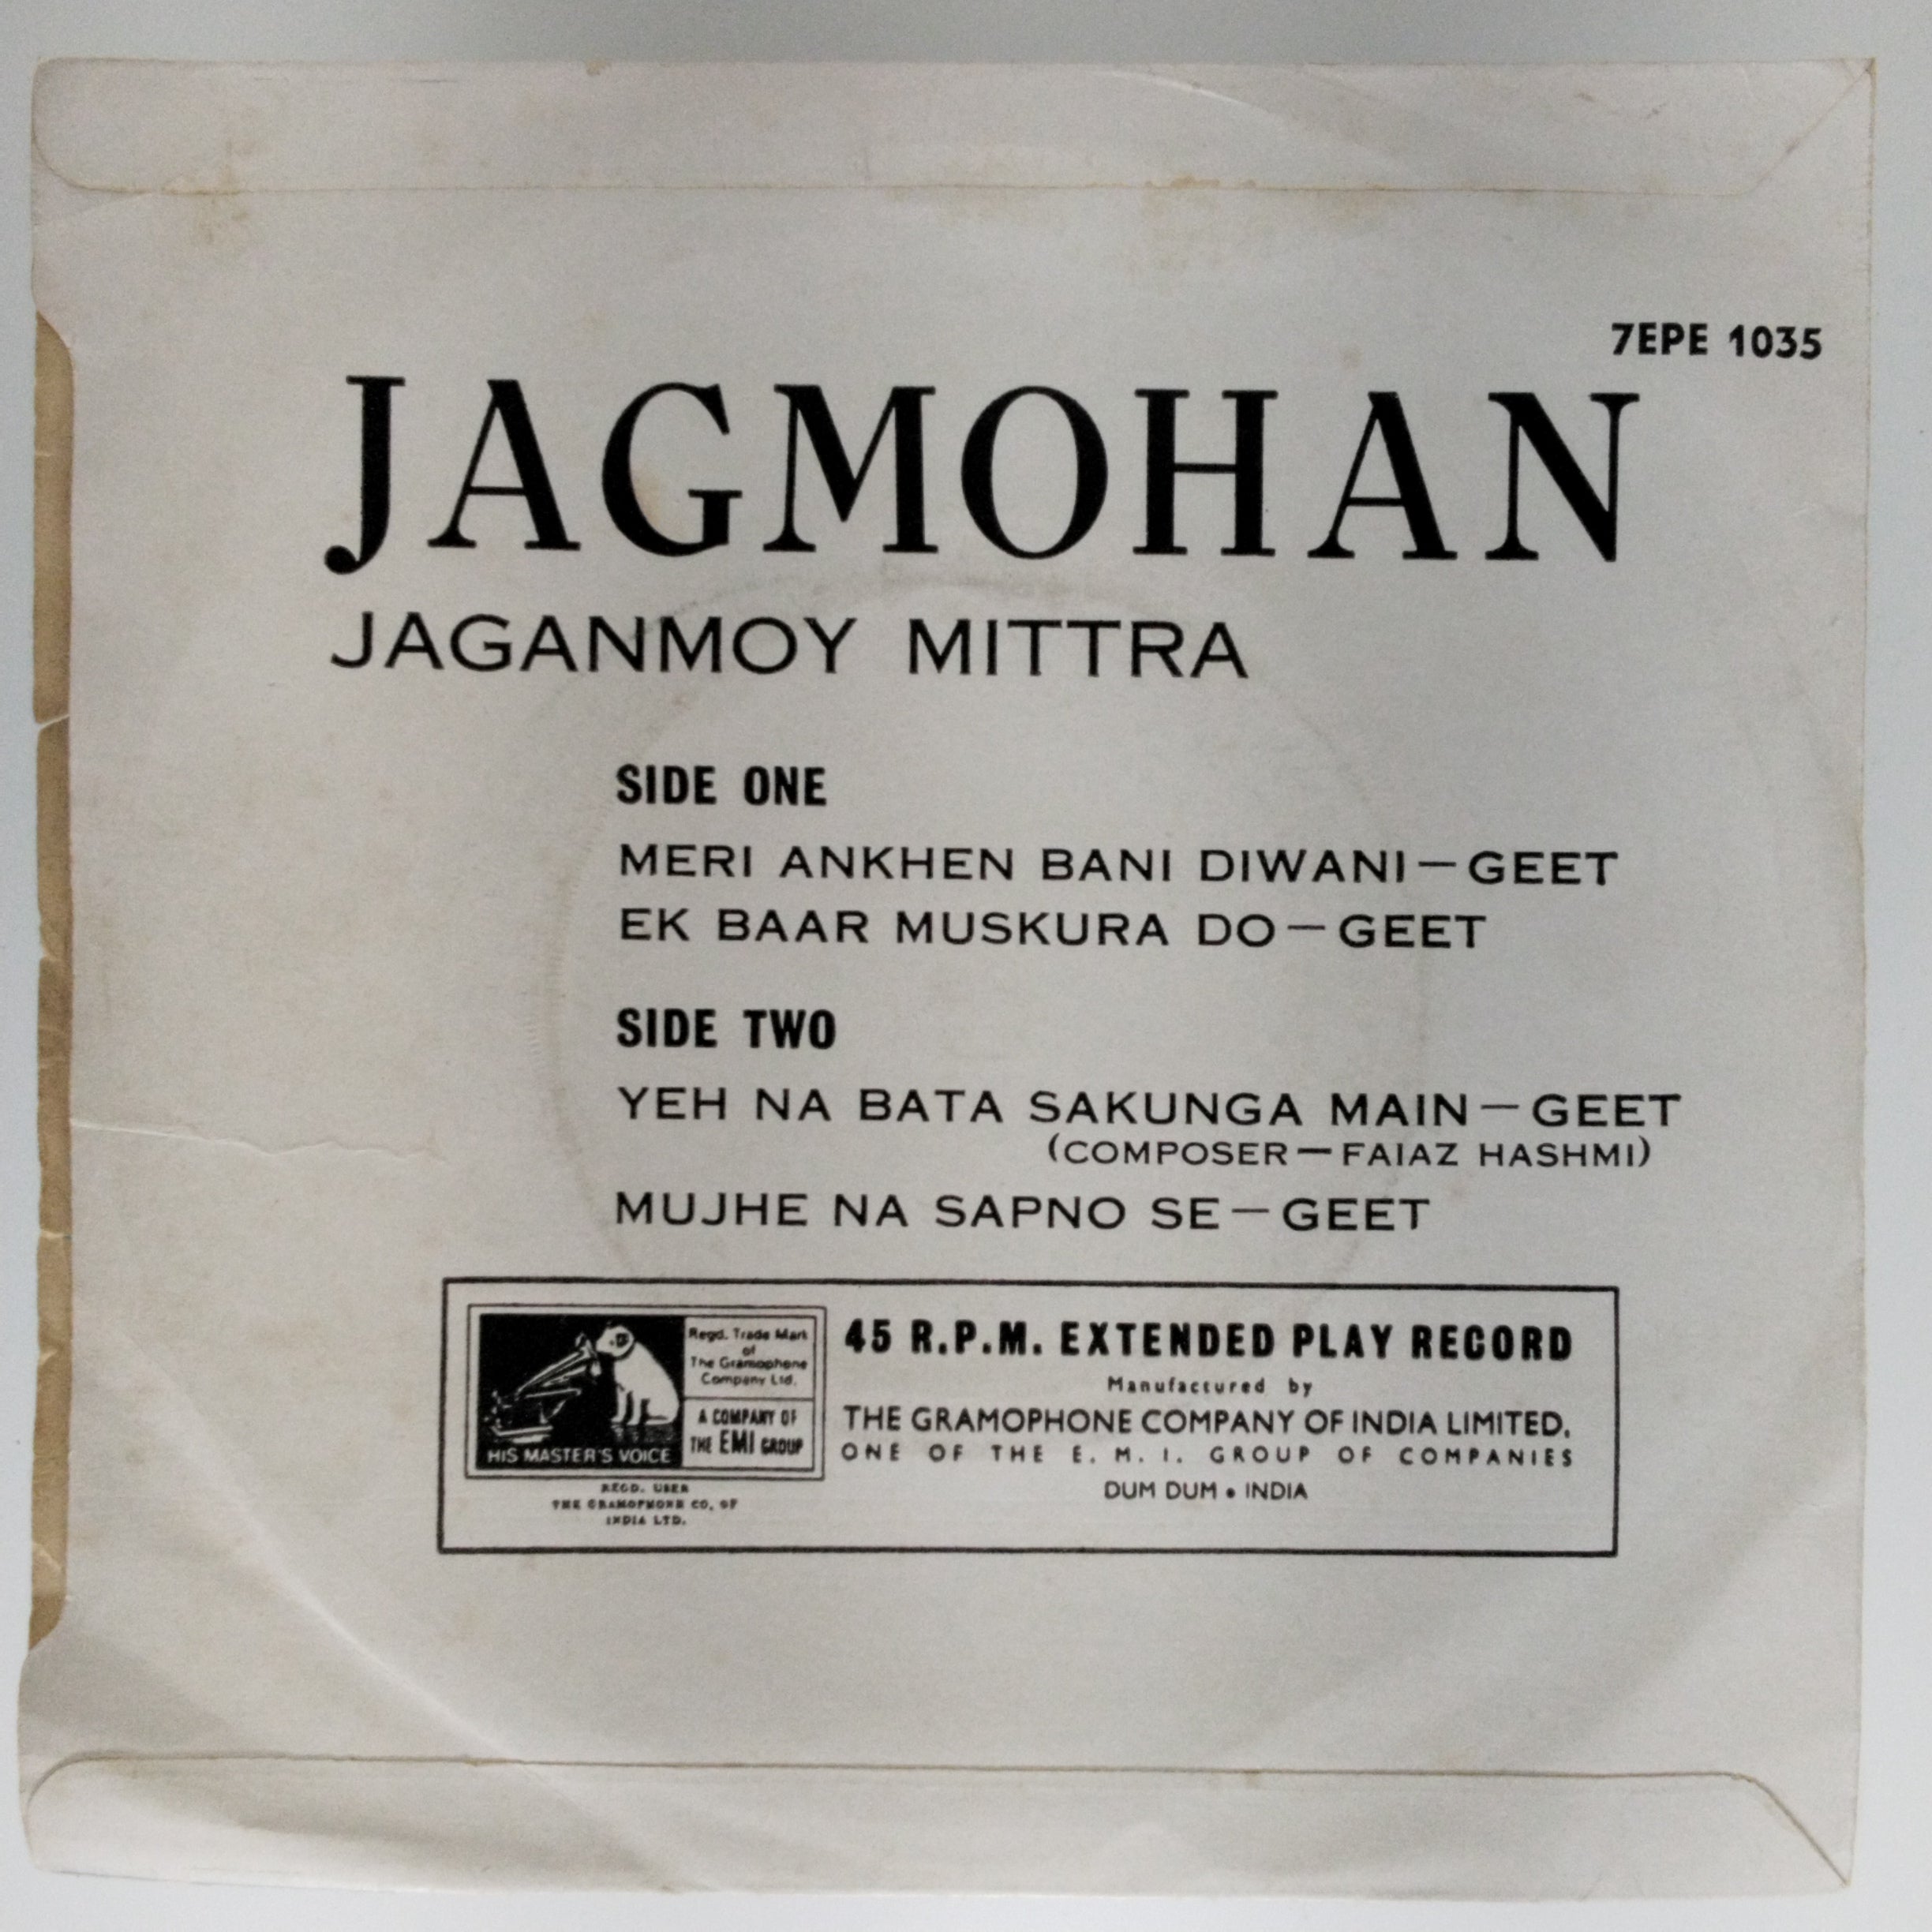 7EPE 1035
JAGMOHAN
JAGANMOY MITTRA
SIDE ONE
MERI ANKHEN BANI DIWANI—GEET
EK BAAR MUSKURA DO—GEET
SIDE TWO
YEH NA BATA SAKUNGA MAIN—GEET
(COMPOSER—FAIAZ HASHMI)
MUJHE NA SAPNO SE—GEET
Regd. Trade Mark
of
The Gramophone
Company Ltd.
A COMPANY OF
THE EMI GROUP
HIS MASTER'S VOICE
REGD. USER
THE GRAMOPHONE CO. OF
INDIA LTD.
45 R.P.M. EXTENDED PLAY RECORD
Manufactured by
THE GRAMOPHONE COMPANY OF INDIA LIMITED.
ONE OF THE E. M. I. GROUP OF COMPANIES
DUM DUM • INDIA